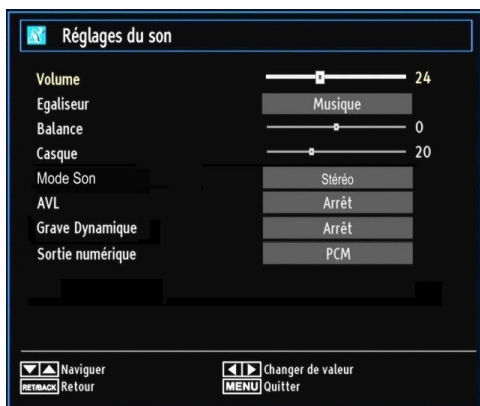 Réglages du son
Volume 24
Egaliseur Musique
Balance 0
Casque 20
Mode Son Stéréo
AVL Arrêt
Grave Dynamique Arrêt
Sortie numérique PCM
Naviguer Changer de valeur
RET/BACK Retour MENU Quitter